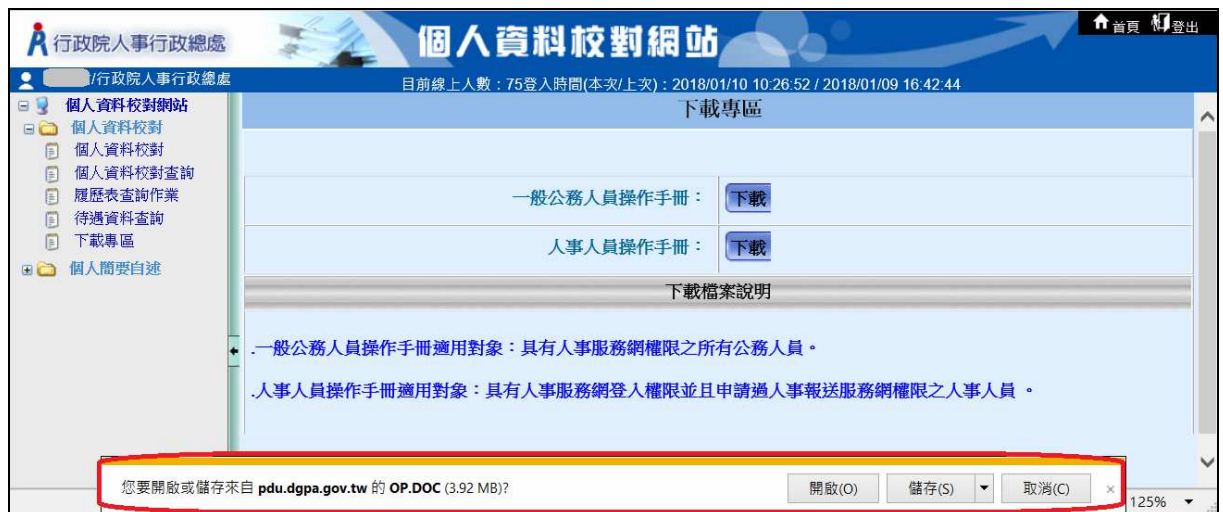 行政院人事行政總處
個人資料校對網站
首頁 登出
/行政院人事行政總處
目前線上人數：75登入時間(本次/上次)：2018/01/10 10:26:52 / 2018/01/09 16:42:44
個人資料校對網站
個人資料校對
個人資料校對
個人資料校對查詢
履歷表查詢作業
待遇資料查詢
下載專區
個人簡要自述
下載專區
一般公務人員操作手冊：
下載
人事人員操作手冊：
下載
下載檔案說明
.一般公務人員操作手冊適用對象：具有人事服務網權限之所有公務人員。
.人事人員操作手冊適用對象：具有人事服務網登入權限並且申請過人事報送服務網權限之人事人員 。
您要開啟或儲存來自 pdu.dgpa.gov.tw 的 OP.DOC (3.92 MB)?
開啟(O)
儲存(S)
取消(C)
125%